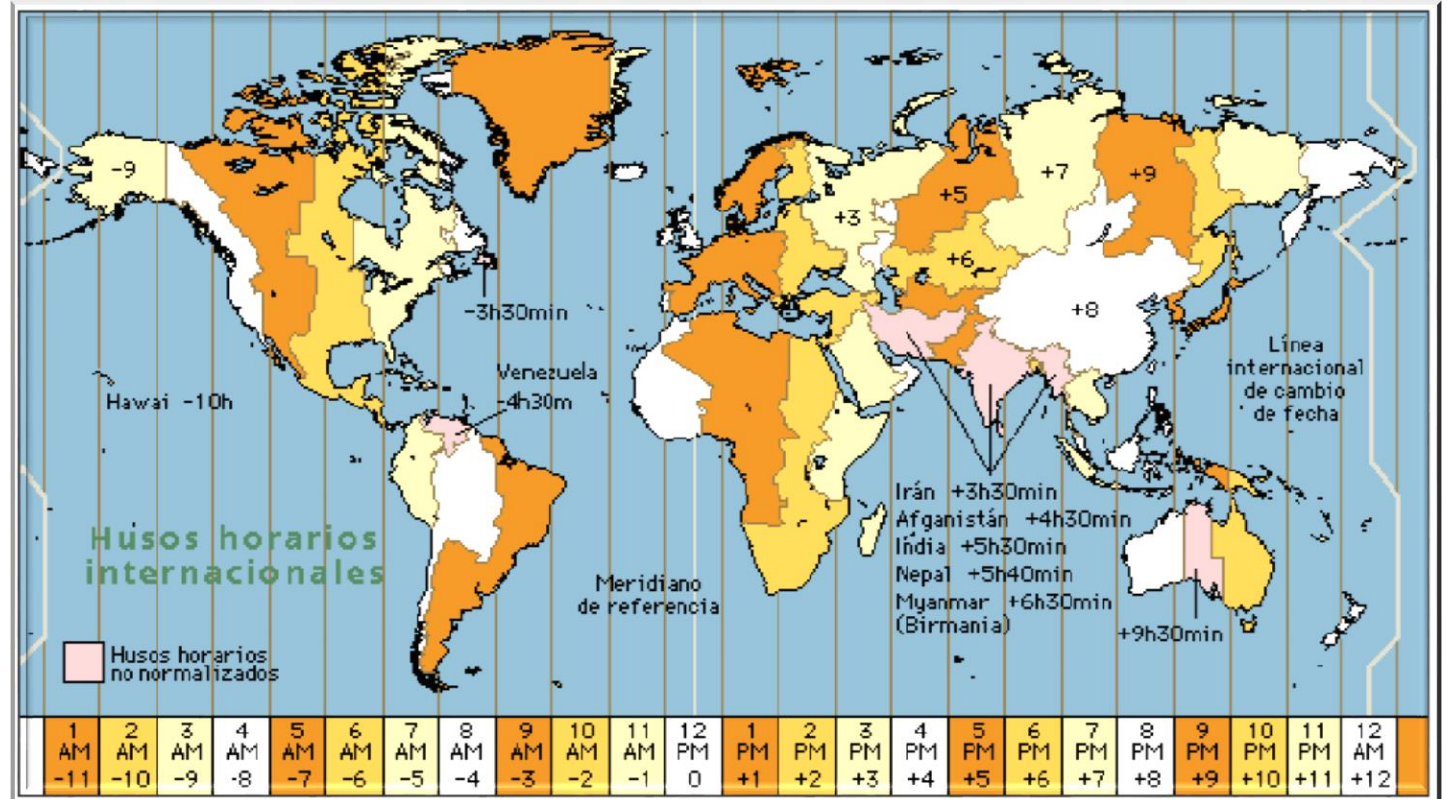 -9
+3
+5
+7
+9
+6
+8
-3h30min
Venezuela
-4h30m
Hawai -10h
Línea
internacional
de cambio
de fecha
Husos horarios
internacionales
Meridiano
de referencia
Irán +3h30min
Afganistán +4h30min
India +5h30min
Nepal +5h40min
Myanmar +6h30min
(Birmania)
+9h30min
Husos horarios
no normalizados
1 2 3 4 5 6 7 8 9 10 11 12 1 2 3 4 5 6 7 8 9 10 11 12
AM AM AM AM AM AM AM AM AM AM AM PM PM PM PM PM PM PM PM PM PM PM PM AM
-11 -10 -9 -8 -7 -6 -5 -4 -3 -2 -1 0 +1 +2 +3 +4 +5 +6 +7 +8 +9 +10 +11 +12